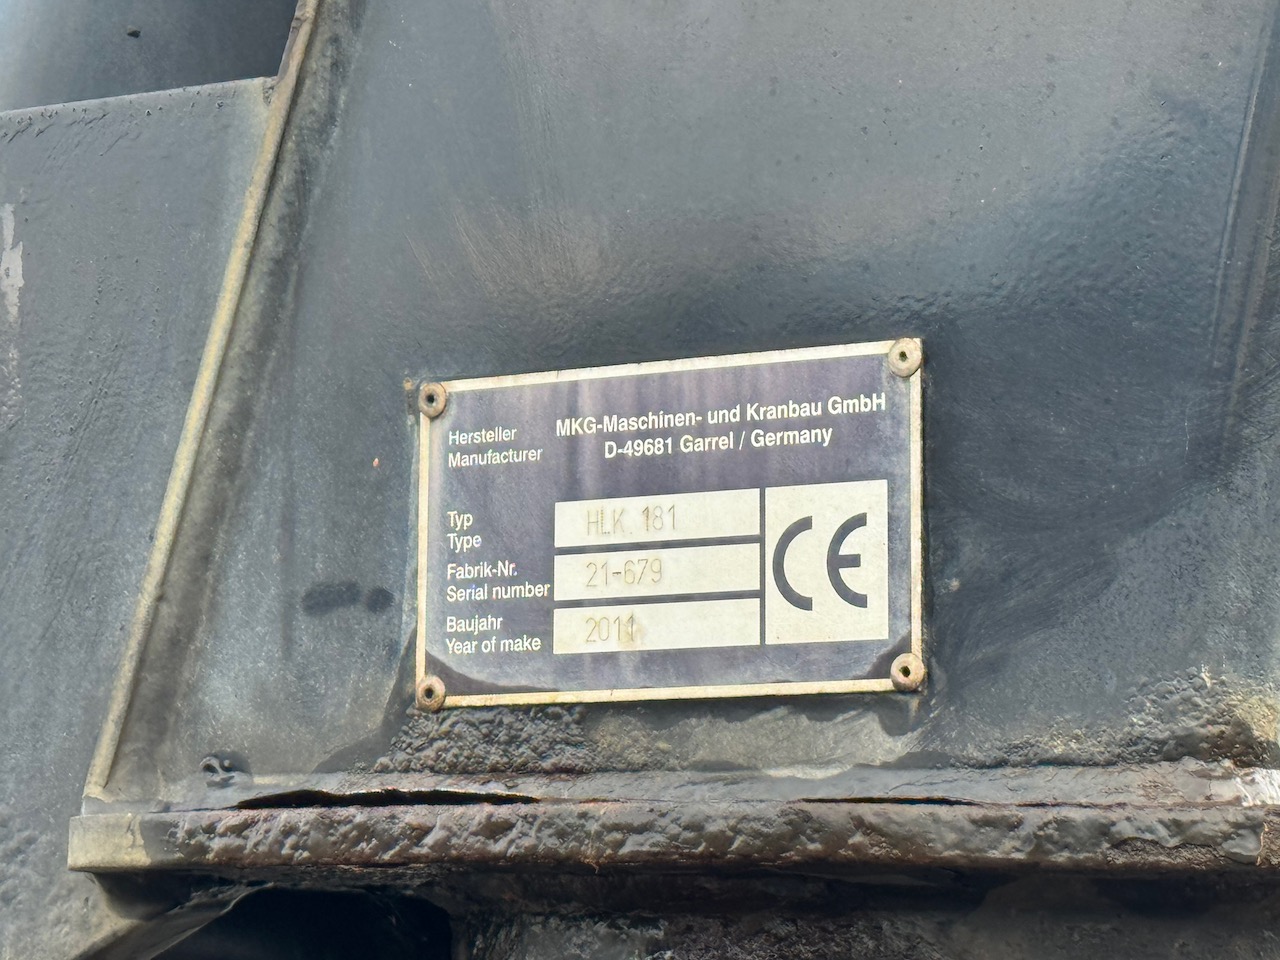 Hersteller
Manufacturer
MKG-Maschinen- und Kranbau GmbH
D-49681 Garrel / Germany
Typ
Type
HLK. 181
Fabrik-Nr.
Serial number
21-679
Baujahr
Year of make
2011
CE